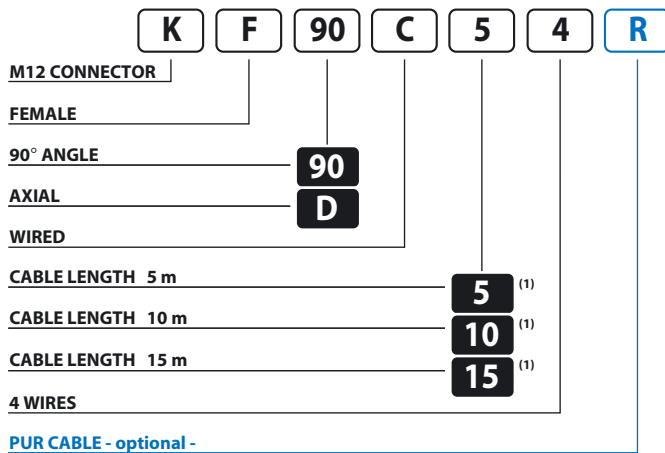 K F 90 C 5 4 R
M12 CONNECTOR
FEMALE
90° ANGLE
90
AXIAL
D
WIRED
CABLE LENGTH 5 m
5 (1)
CABLE LENGTH 10 m
10 (1)
CABLE LENGTH 15 m
15 (1)
4 WIRES
PUR CABLE - optional -